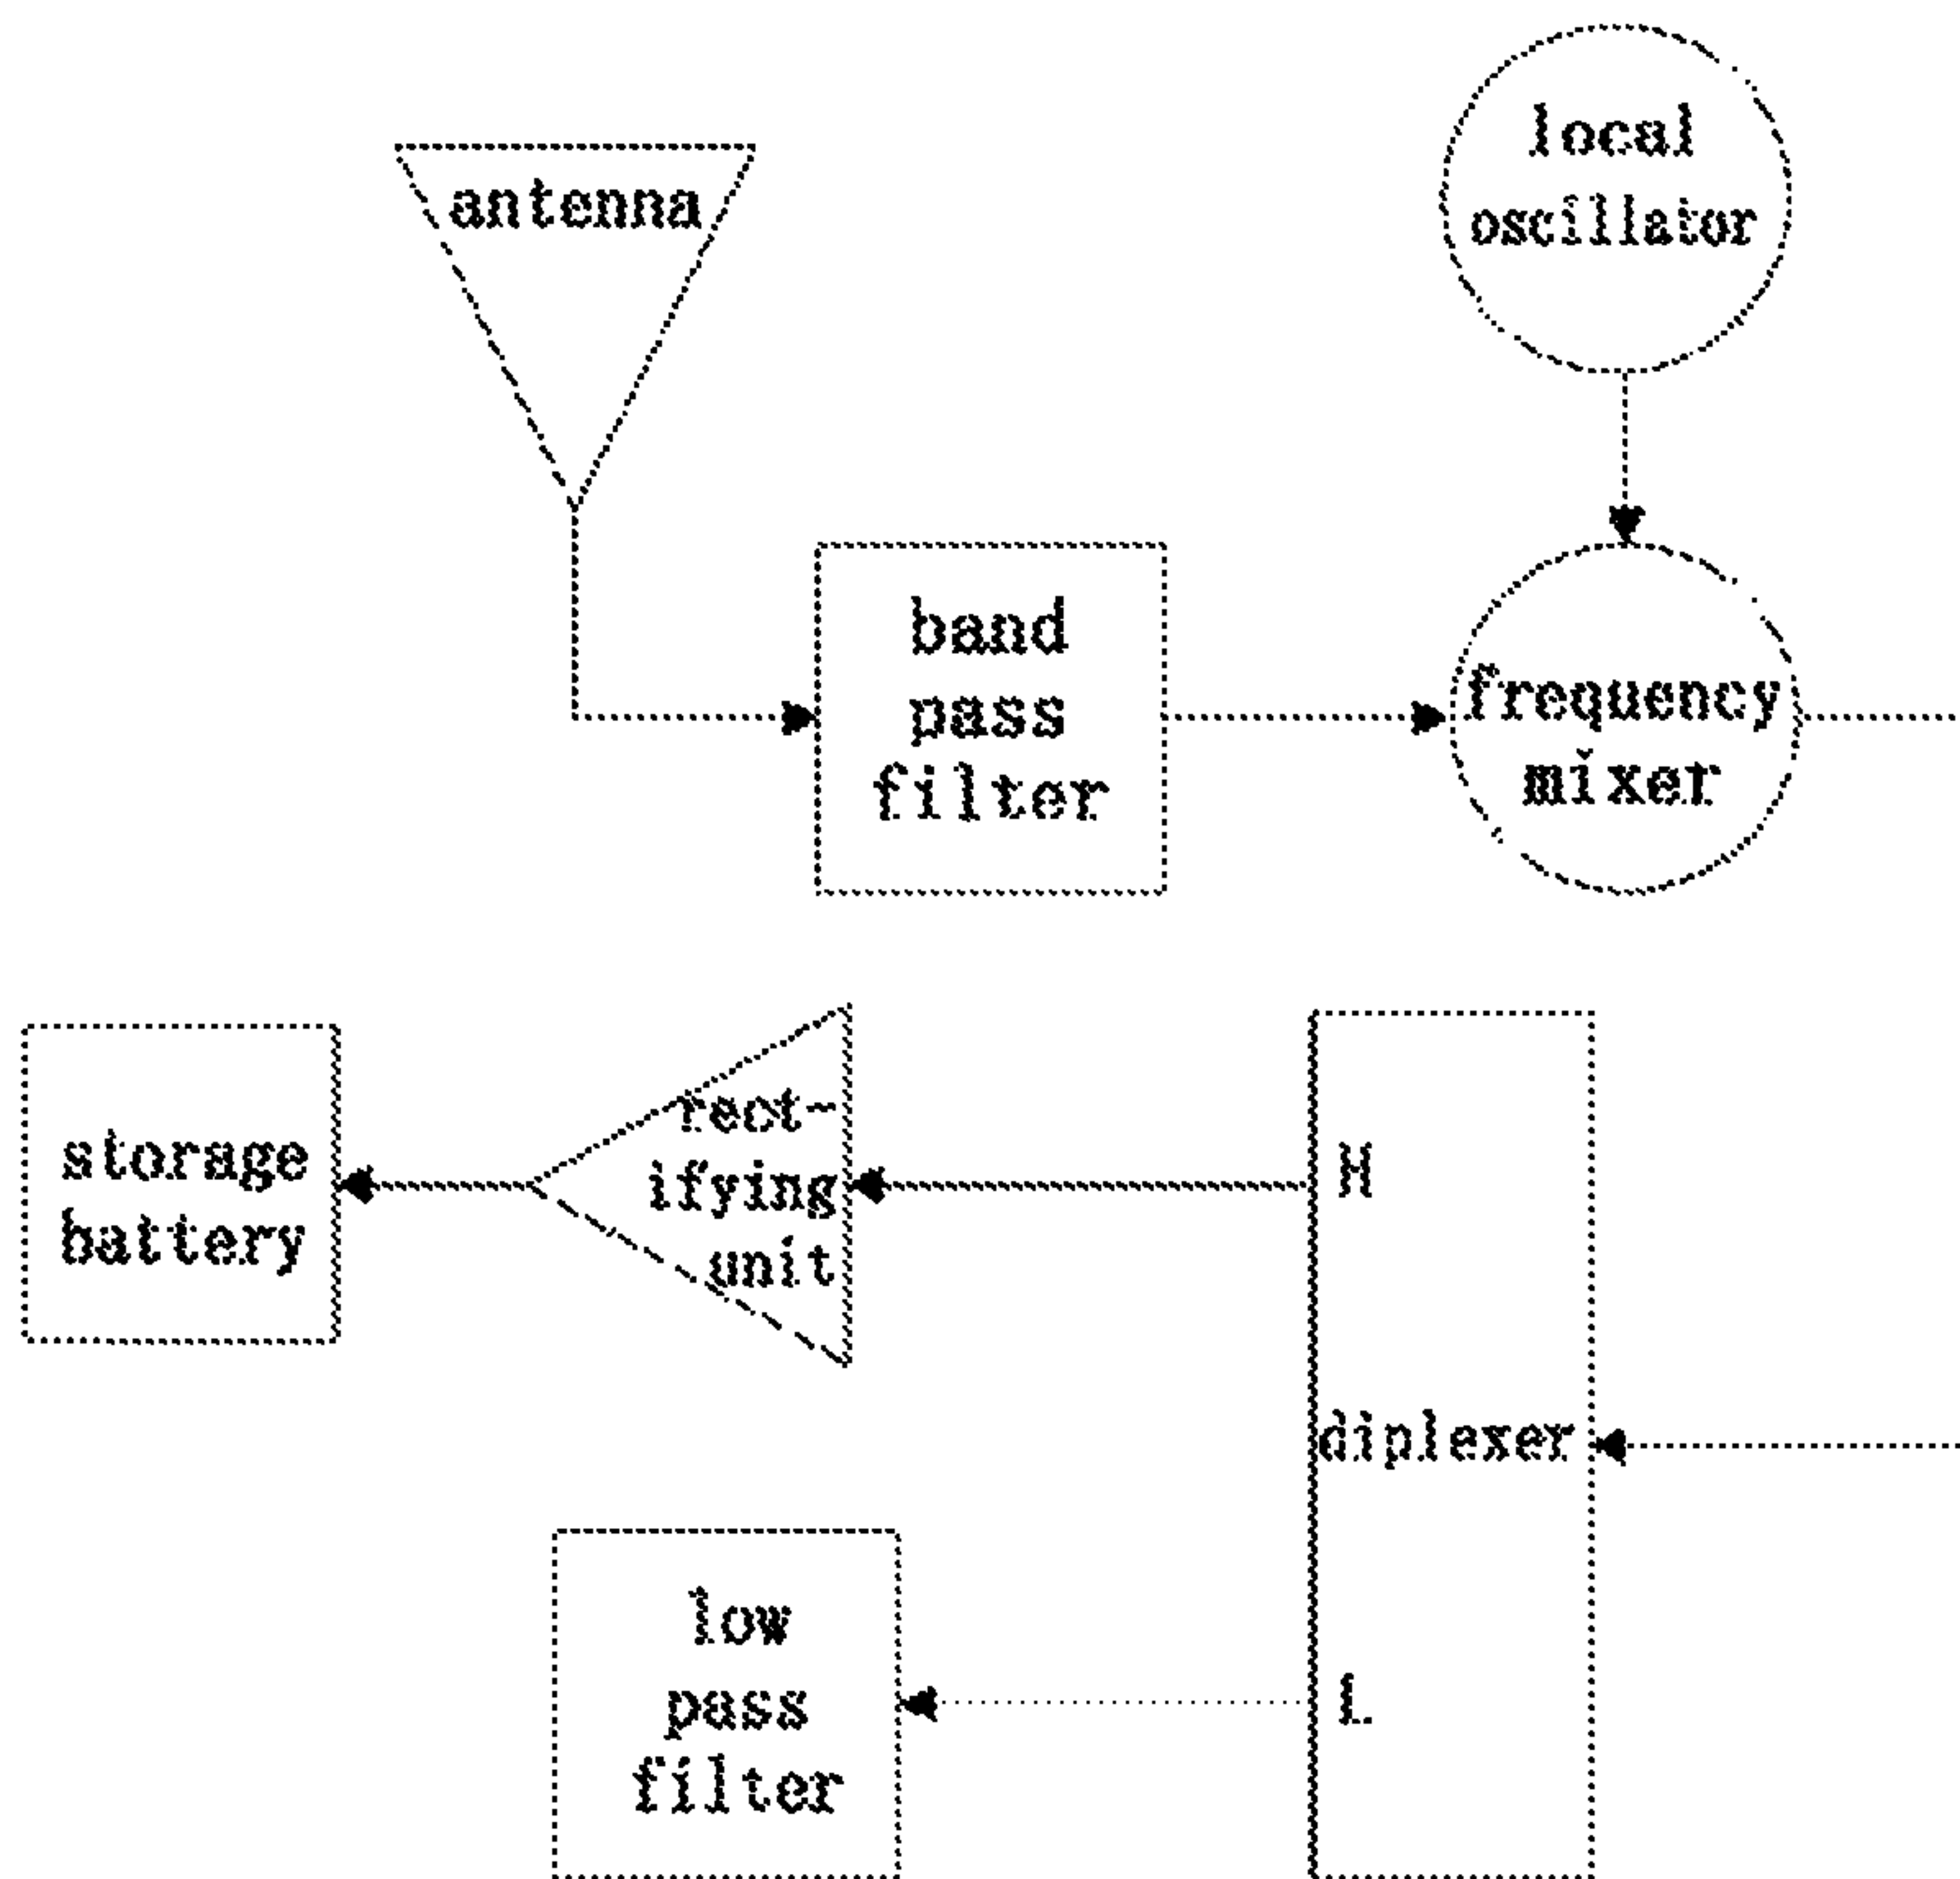 antenna
local
oscillator
band
pass
filter
frequency
mixer
storage
battery
rect-
ifying
unit
H
diplexer
L
low
pass
filter